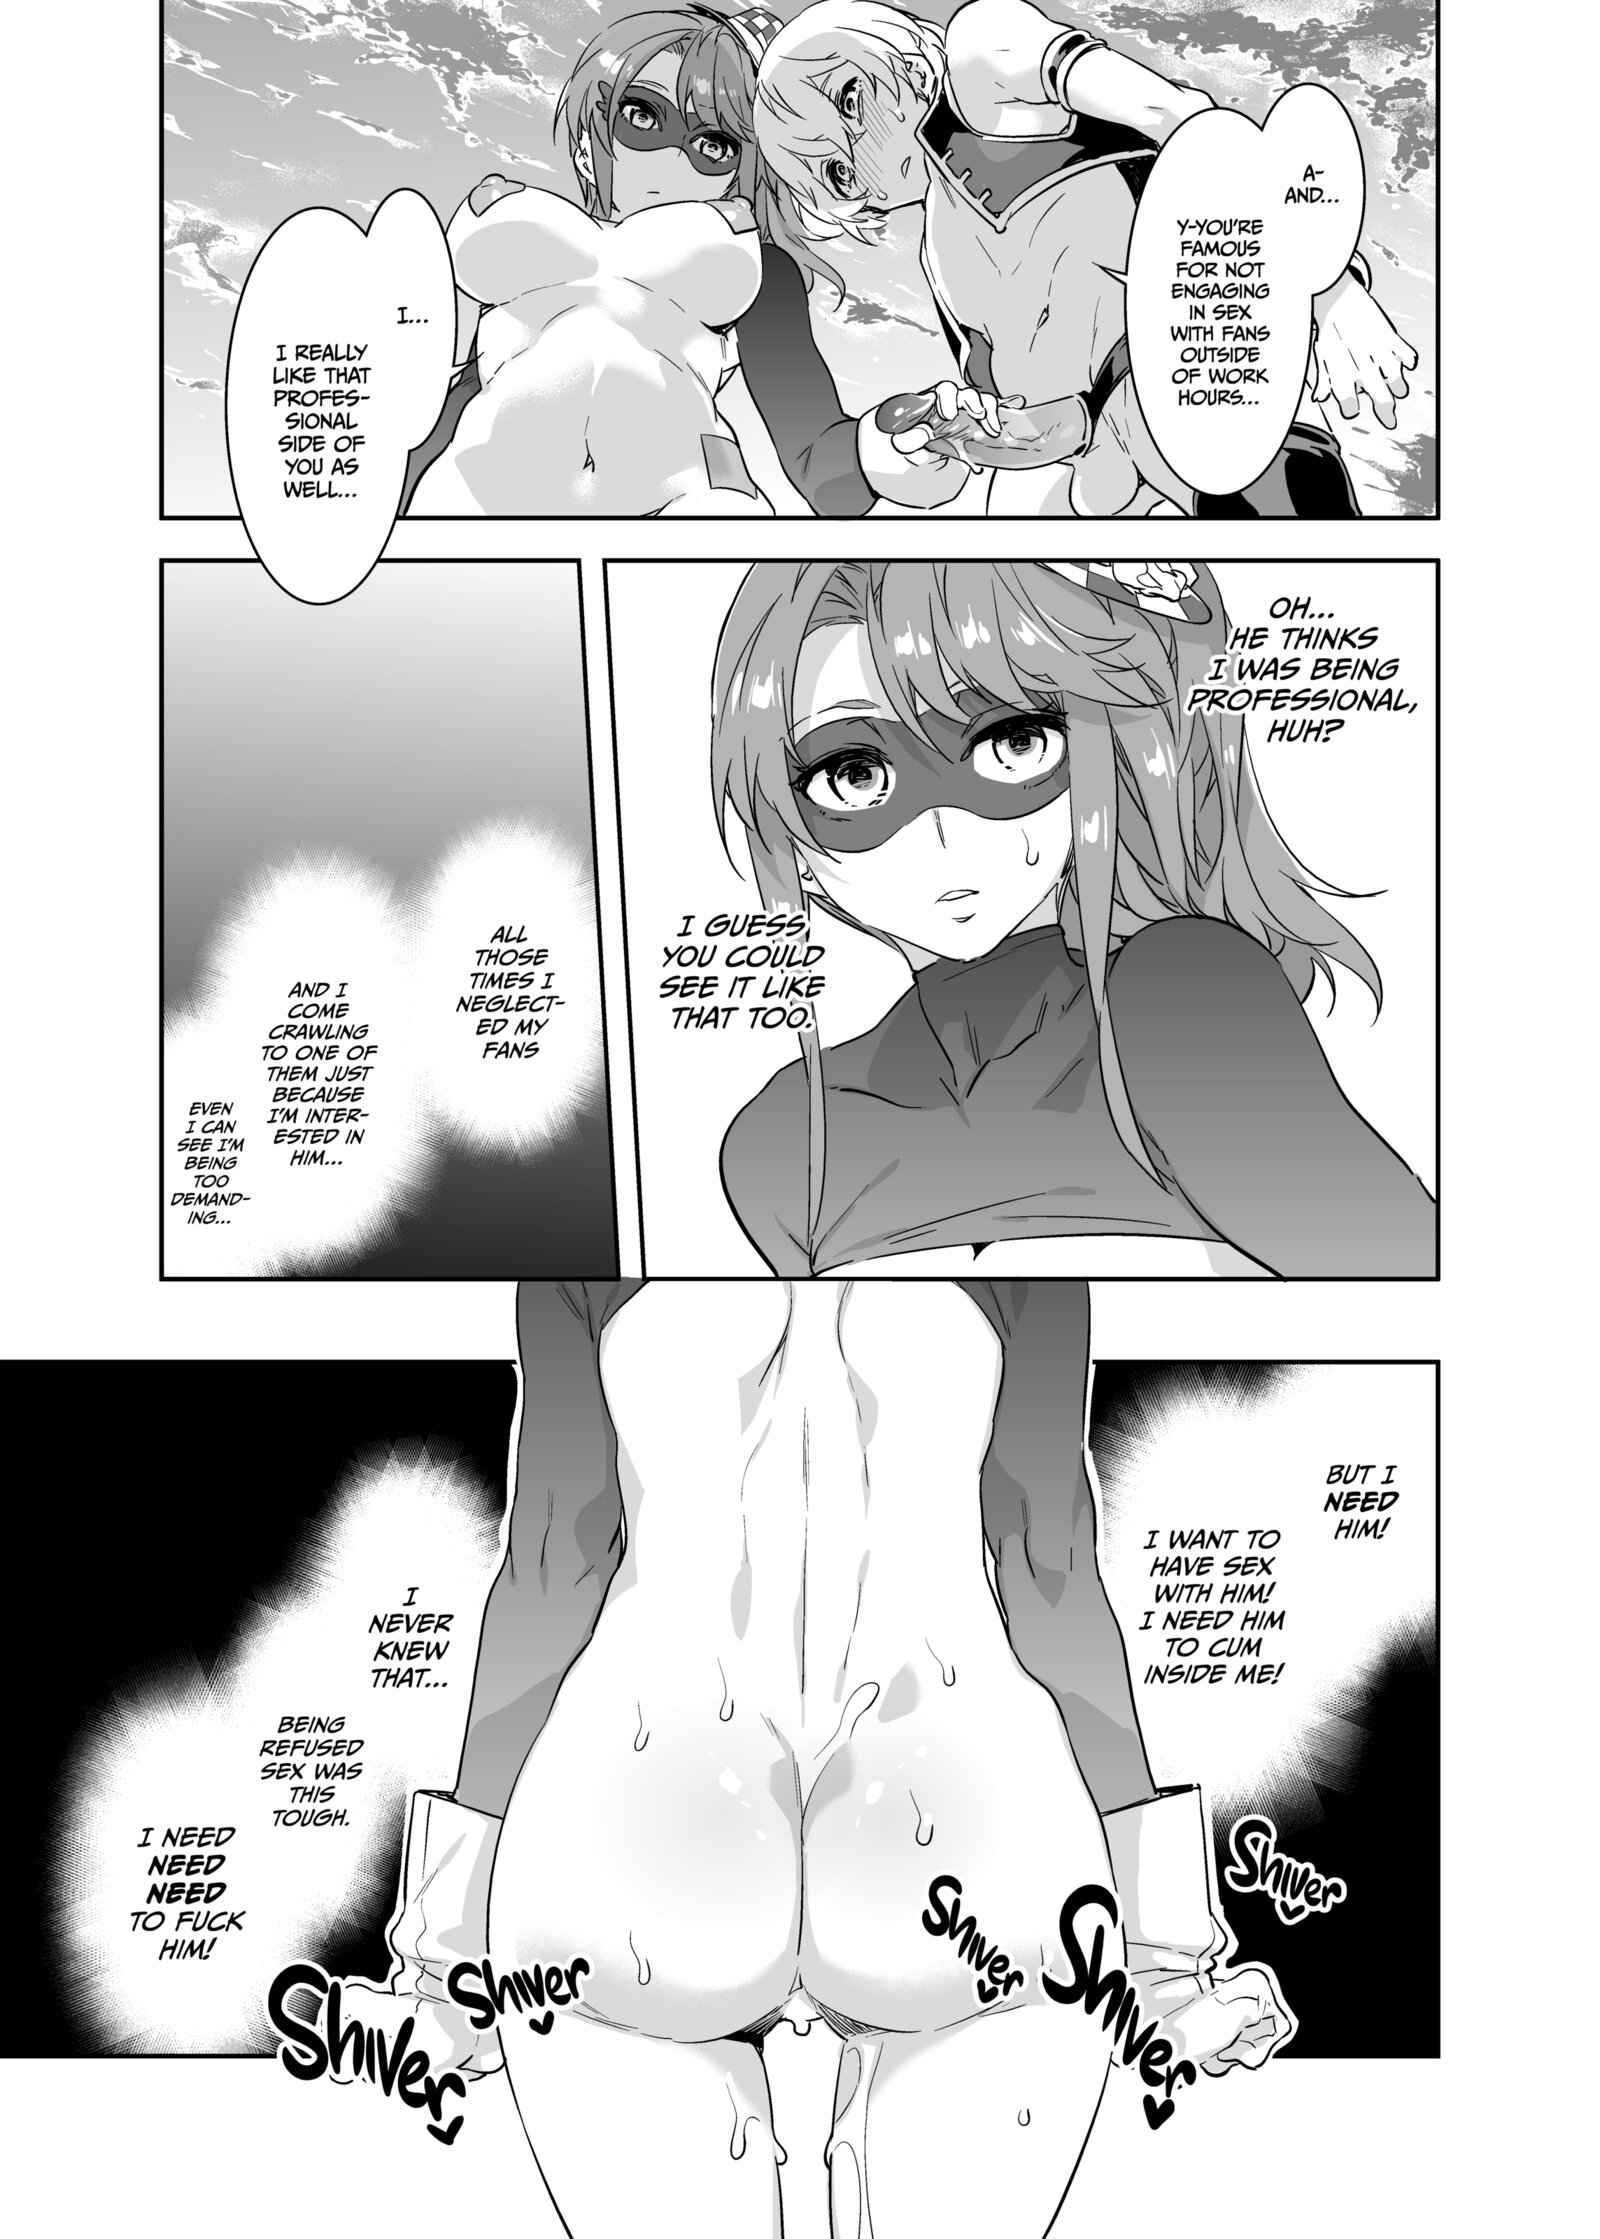 A-
AND...
Y-YOU'RE
FAMOUS
FOR NOT
ENGAGING
IN SEX
WITH FANS
OUTSIDE
OF WORK
HOURS...
I...
I REALLY
LIKE THAT
PROFES-
SIONAL
SIDE OF
YOU AS
WELL...
OH...
HE THINKS
I WAS BEING
PROFESSIONAL,
HUH?
I GUESS
YOU COULD
SEE IT LIKE
THAT TOO.
ALL
THOSE
TIMES I
NEGLECT-
ED MY
FANS
AND I
COME
CRAWLING
TO ONE OF
THEM JUST
BECAUSE
I'M INTER-
ESTED IN
HIM...
EVEN
I CAN
SEE I'M
BEING
TOO
DEMAND-
ING...
BUT I
NEED
HIM!
I WANT TO
HAVE SEX
WITH HIM!
I NEED HIM
TO CUM
INSIDE ME!
I
NEVER
KNEW
THAT...
BEING
REFUSED
SEX WAS
THIS
TOUGH.
I NEED
NEED
NEED
TO FUCK
HIM!
Shiver
Shiver
Shiver
Shiver
Shiver